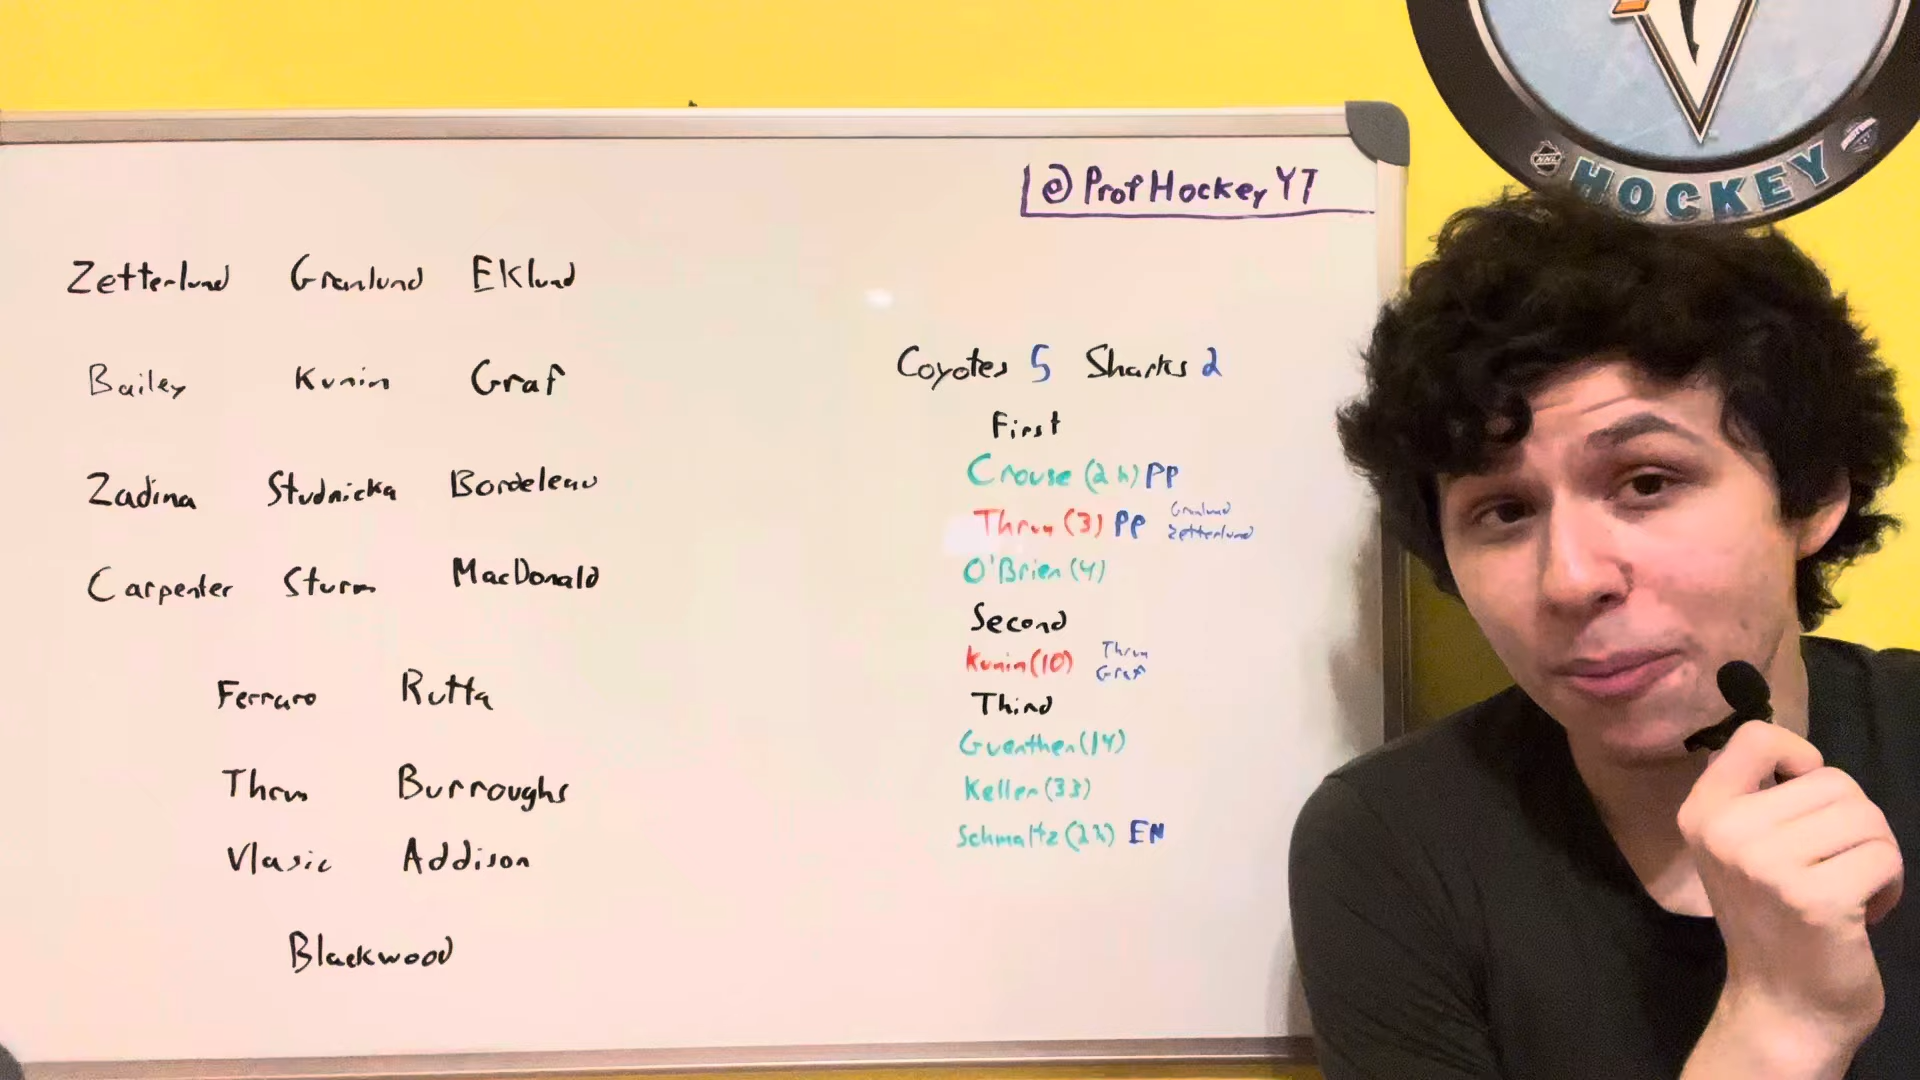 NHL
HOCKEY
@ProfHockeyYT
Zetterlund Granlund Eklund
Bailey Kunin Graf
Zadina Studnicka Bordeleau
Carpenter Sturm MacDonald
Ferraro Rutta
Thrun Burroughs
Vlasic Addison
Blackwood
Coyotes 5 Sharks 2
First
Crouse PP
Thrun (3) PP Granlund
Zetterlund
O'Brien (4)
Second
Kunin (10) Thrun
Graf
Third
Guenther (14)
Keller (33)
Schmaltz EN